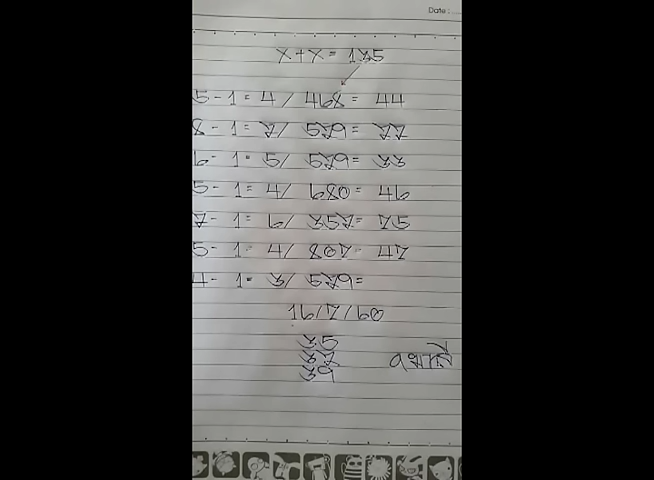 Date :
X + X = 135
5 - 1 = 4 / 468 = 44
8 - 1 = 7 / 579 = 77
6 - 1 = 5 / 579 = 33
5 - 1 = 4 / 680 = 46
7 - 1 = 6 / 357 = 75
5 - 1 = 4 / 807 = 47
4 - 1 = 3 / 579 =
16/7/60
35
37
39